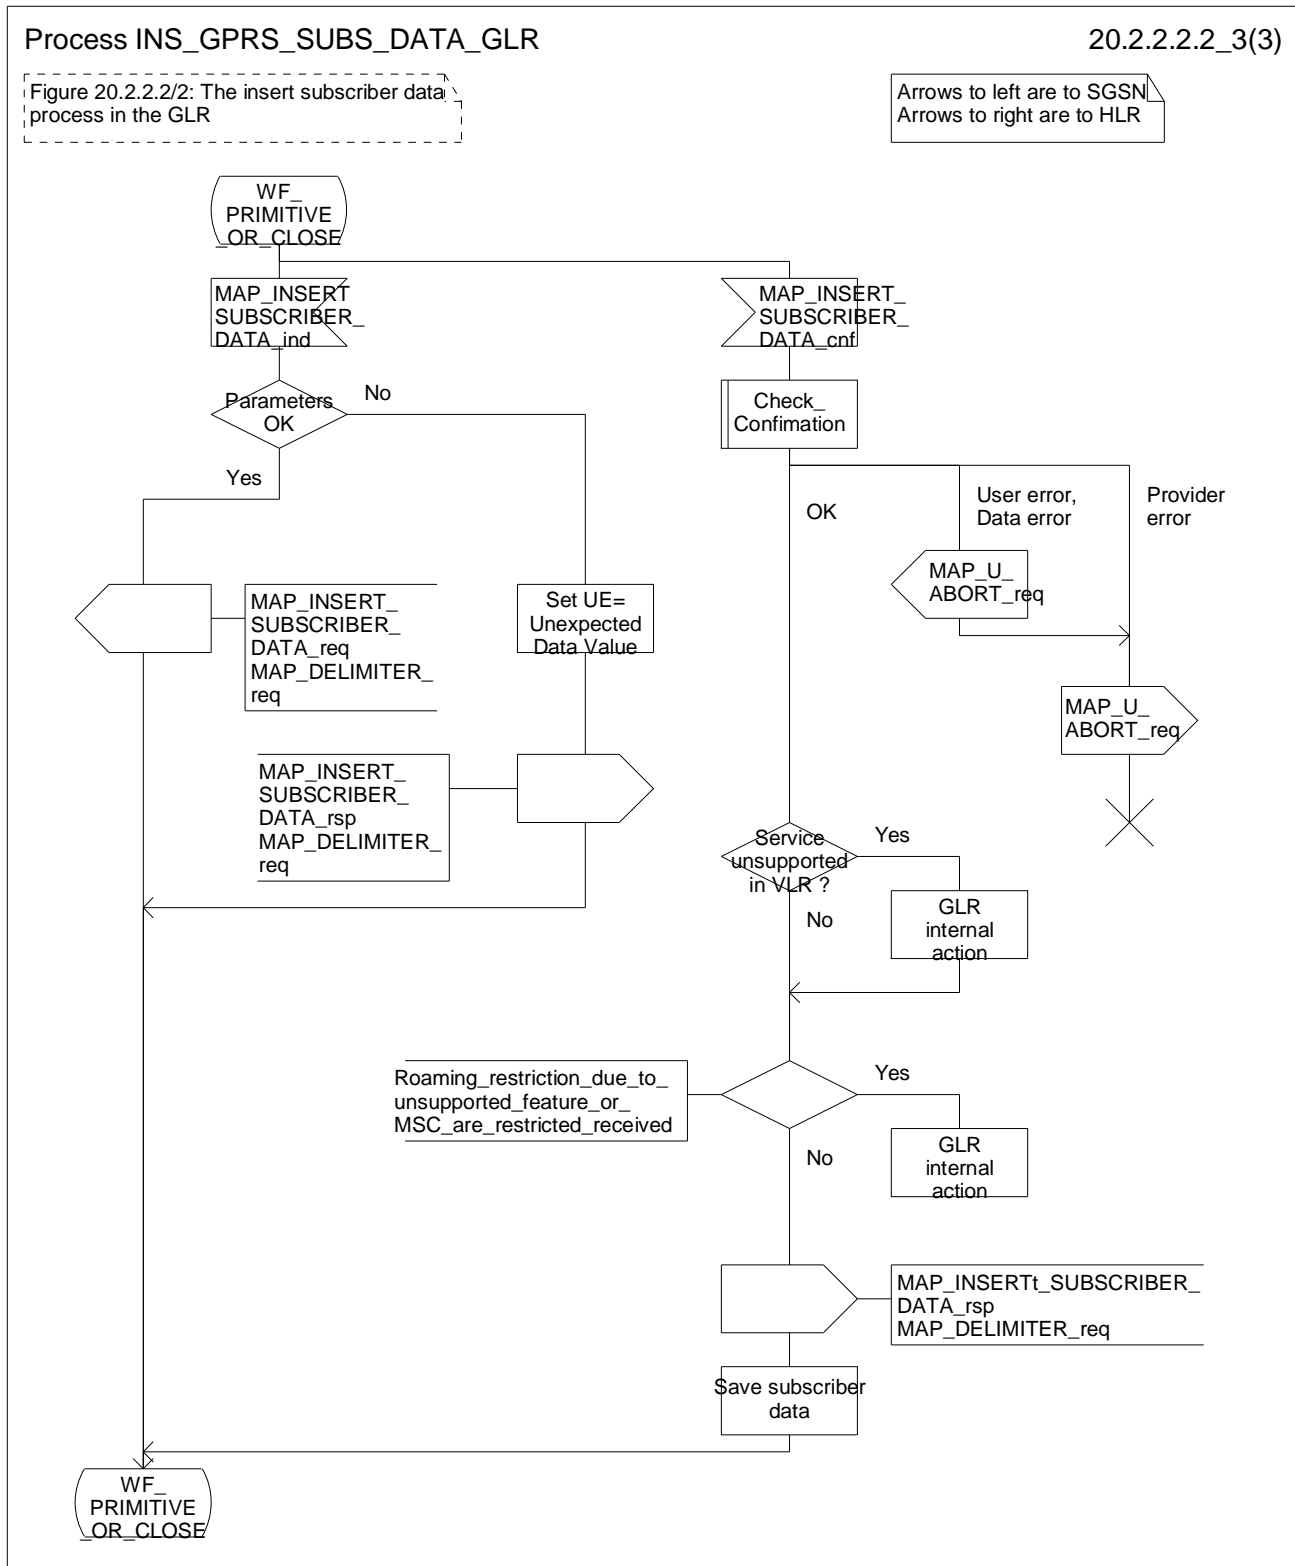 Process INS_GPRS_SUBS_DATA_GLR
20.2.2.2.2_3(3)
Figure 20.2.2.2/2: The insert subscriber data
process in the GLR
Arrows to left are to SGSN
Arrows to right are to HLR
WF_
PRIMITIVE
_OR_CLOSE
MAP_INSERT
SUBSCRIBER_
DATA_ind
MAP_INSERT_
SUBSCRIBER_
DATA_cnf
Parameters
OK
No
Yes
Check_
Confimation
OK
User error,
Data error
Provider
error
MAP_U_
ABORT_req
MAP_INSERT_
SUBSCRIBER_
DATA_req
MAP_DELIMITER_
req
Set UE=
Unexpected
Data Value
MAP_U_
ABORT_req
MAP_INSERT_
SUBSCRIBER_
DATA_rsp
MAP_DELIMITER_
req
Service
unsupported
in VLR ?
Yes
No
GLR
internal
action
Roaming_restriction_due_to_
unsupported_feature_or_
MSC_are_restricted_received
Yes
No
GLR
internal
action
MAP_INSERTt_SUBSCRIBER_
DATA_rsp
MAP_DELIMITER_req
Save subscriber
data
WF_
PRIMITIVE
_OR_CLOSE